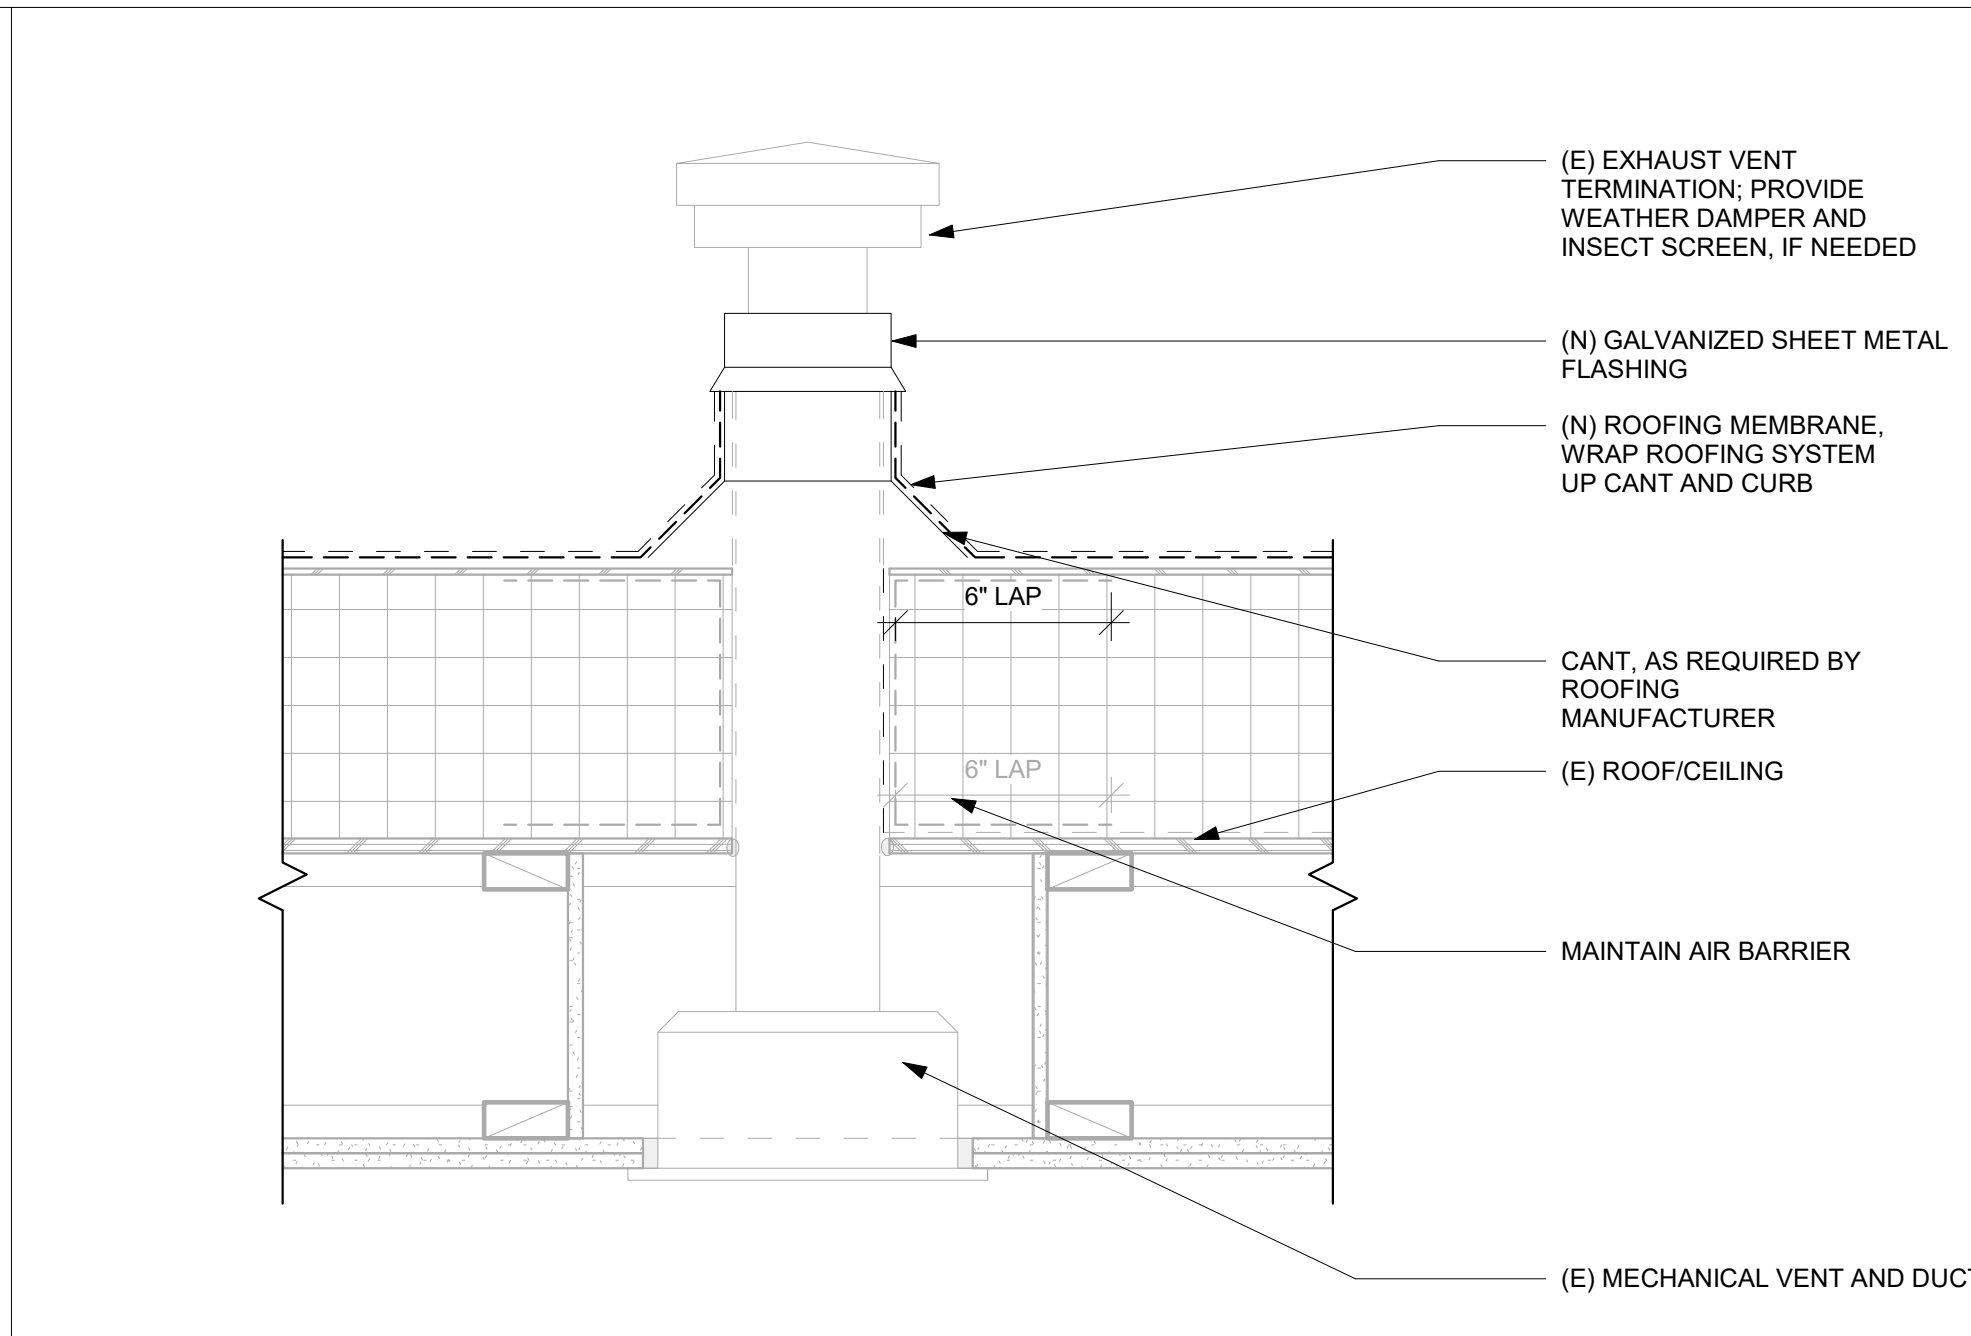 (E) EXHAUST VENT
TERMINATION; PROVIDE
WEATHER DAMPER AND
INSECT SCREEN, IF NEEDED
(N) GALVANIZED SHEET METAL
FLASHING
(N) ROOFING MEMBRANE,
WRAP ROOFING SYSTEM
UP CANT AND CURB
6" LAP
CANT, AS REQUIRED BY
ROOFING
MANUFACTURER
6" LAP
(E) ROOF/CEILING
MAINTAIN AIR BARRIER
(E) MECHANICAL VENT AND DUCT